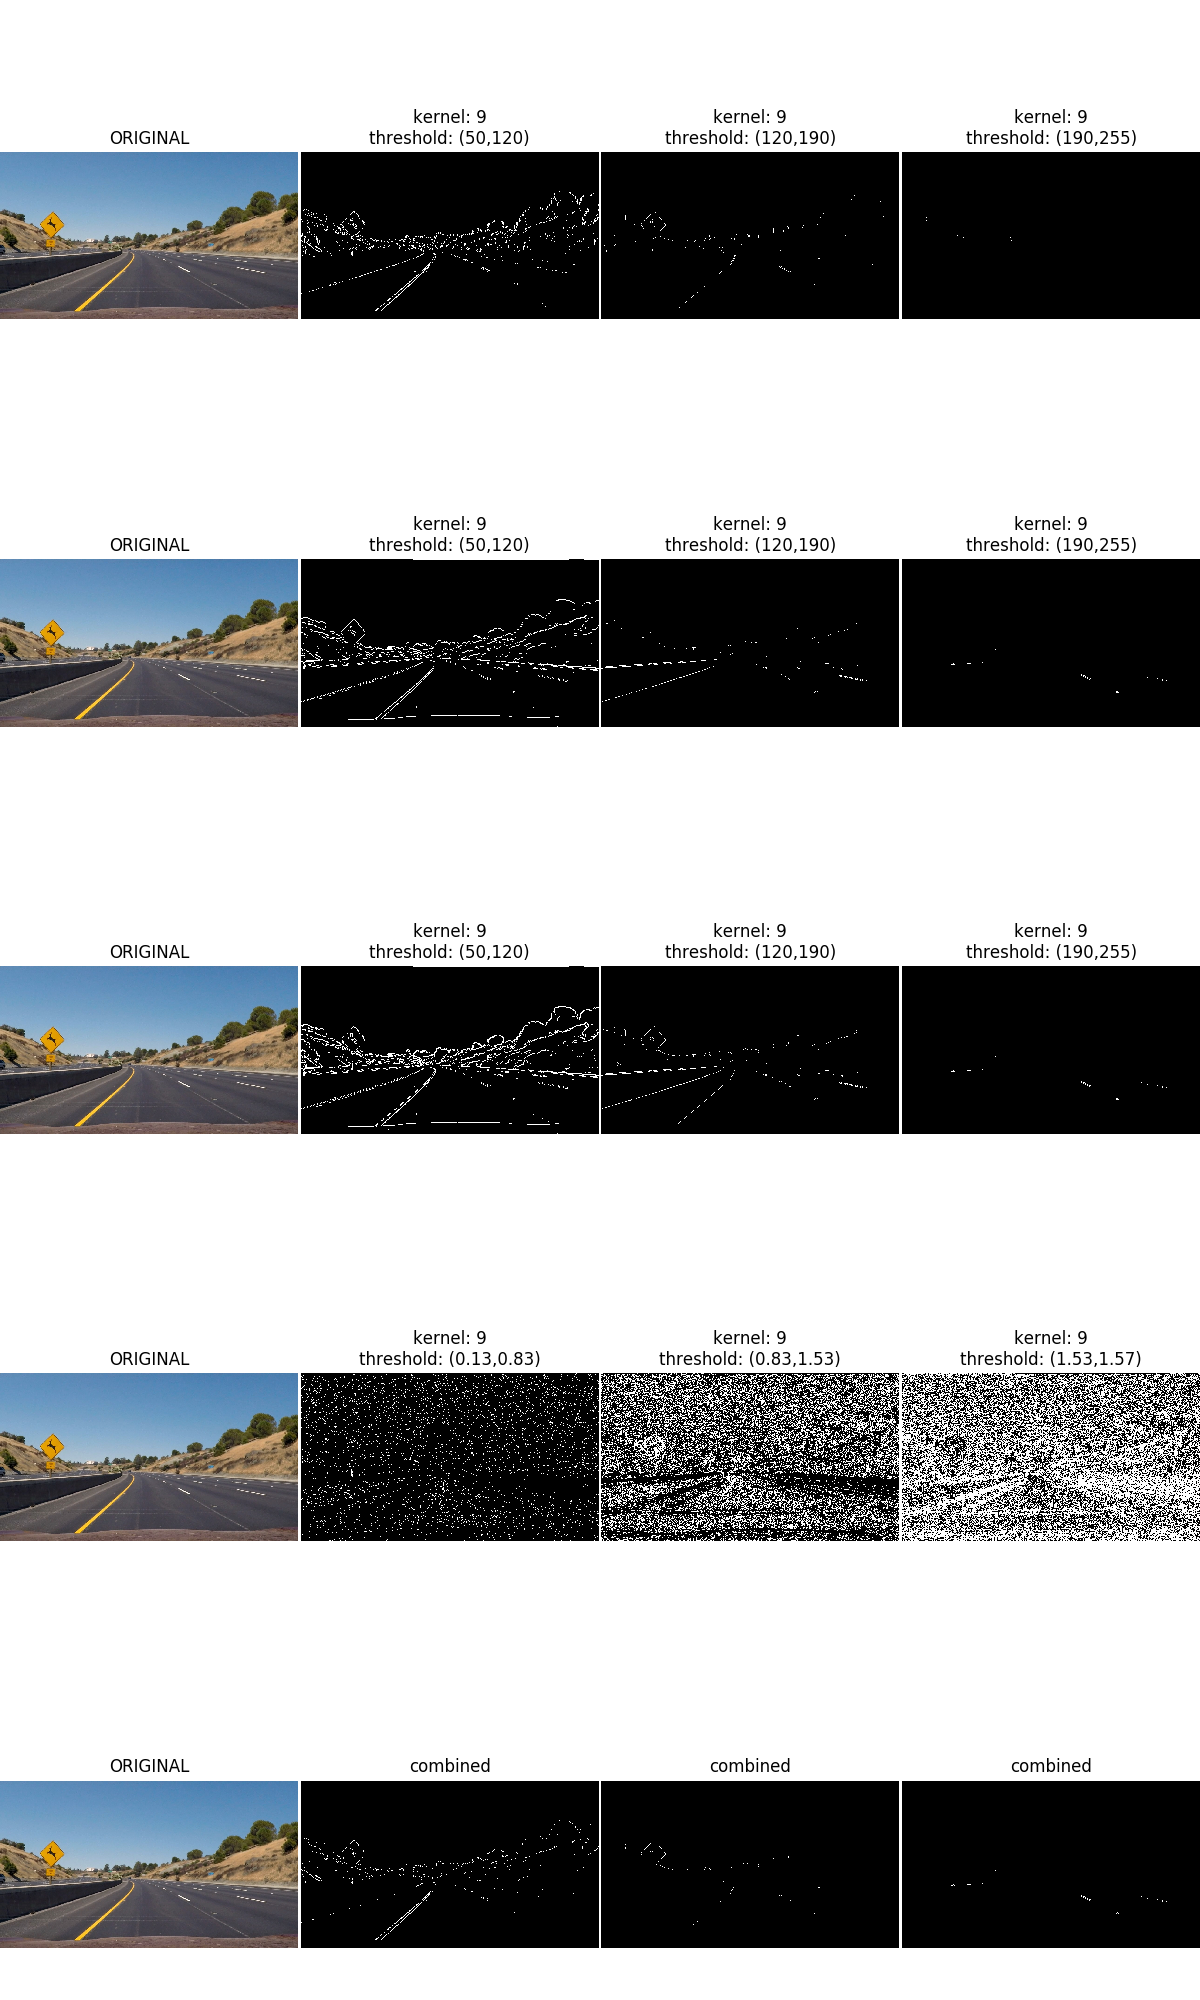 ORIGINAL
kernel: 9
threshold: (50,120)
kernel: 9
threshold: (120,190)
kernel: 9
threshold: (190,255)
ORIGINAL
kernel: 9
threshold: (50,120)
kernel: 9
threshold: (120,190)
kernel: 9
threshold: (190,255)
ORIGINAL
kernel: 9
threshold: (50,120)
kernel: 9
threshold: (120,190)
kernel: 9
threshold: (190,255)
ORIGINAL
kernel: 9
threshold: (0.13,0.83)
kernel: 9
threshold: (0.83,1.53)
kernel: 9
threshold: (1.53,1.57)
ORIGINAL
combined
combined
combined